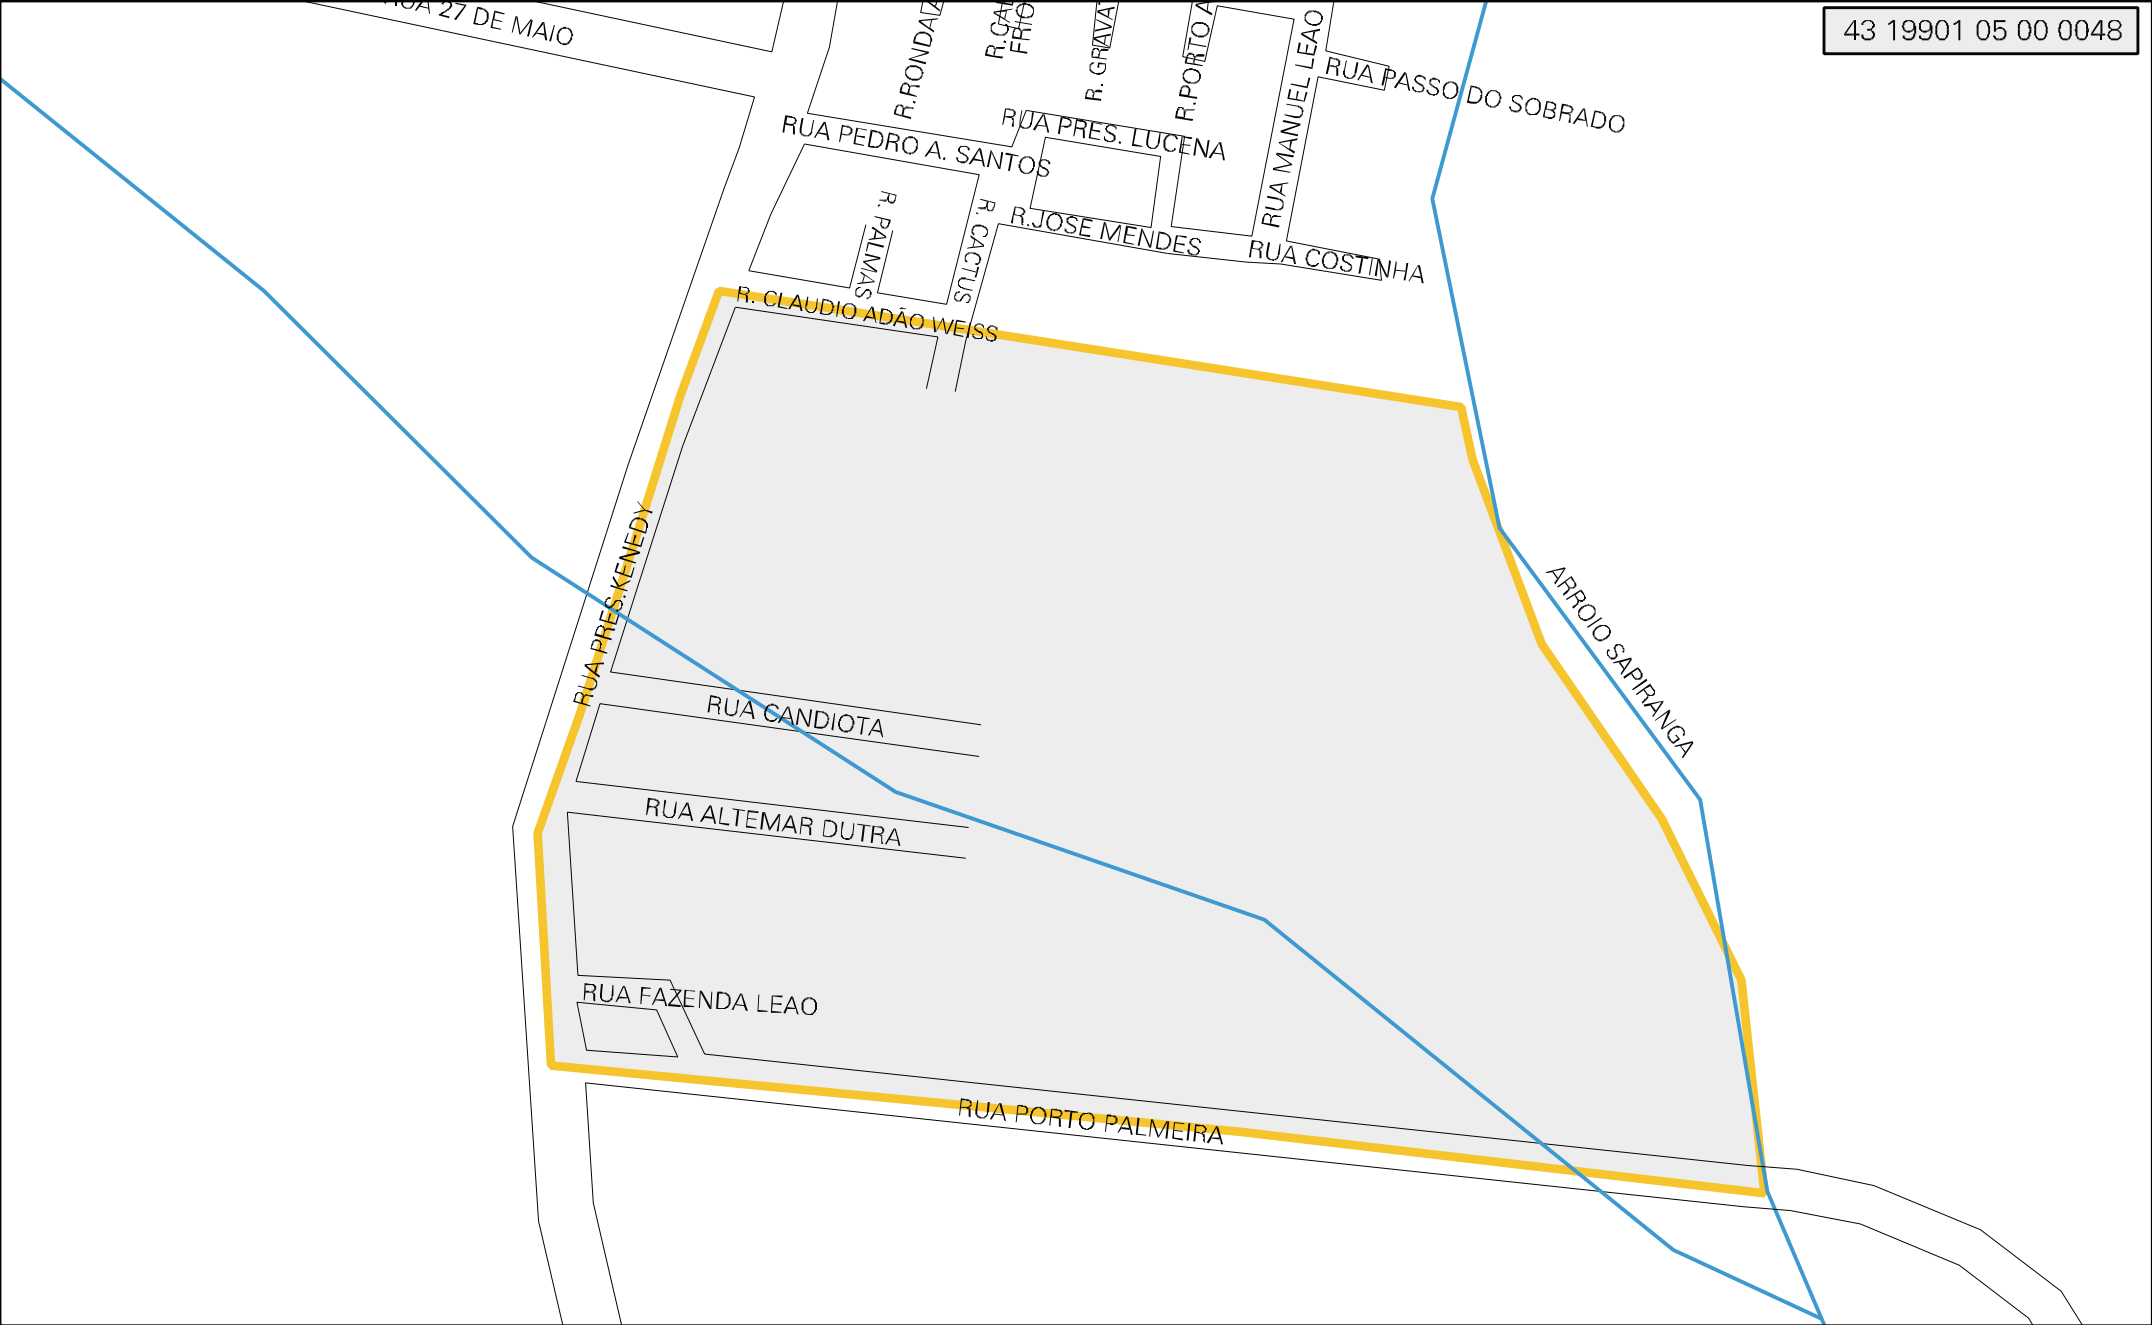 43 19901 05 00 0048
27 DE MAIO
R.RONDA
FRIO
R. GRAVAT
R.PORTO A
RUA MANUEL LEAO
RUA PASSO DO SOBRADO
RUA PEDRO A. SANTOS
RUA PRES. LUCENA
R. PALMAS
R. CACTUS
R.JOSE MENDES
RUA COSTINHA
R. CLAUDIO ADÃO WEISS
RUA PRES.KENEDY
ARROIO SAPIRANGA
RUA CANDIOTA
RUA ALTEMAR DUTRA
RUA FAZENDA LEAO
RUA PORTO PALMEIRA